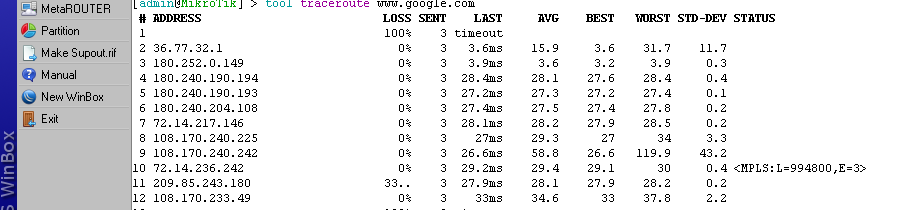 MetaROUTER
Partition
Make Supout.rif
Manual
New WinBox
Exit
WinBox
[admin@MikroTik] > tool traceroute www.google.com
# ADDRESS LOSS SENT LAST AVG BEST WORST STD-DEV STATUS
1 100% 3 timeout
2 36.77.32.1 0% 3 3.6ms 15.9 3.6 31.7 11.7
3 180.252.0.149 0% 3 3.9ms 3.6 3.2 3.9 0.3
4 180.240.190.194 0% 3 28.4ms 28.1 27.6 28.4 0.4
5 180.240.190.193 0% 3 27.2ms 27.3 27.2 27.4 0.1
6 180.240.204.108 0% 3 27.4ms 27.5 27.4 27.8 0.2
7 72.14.217.146 0% 3 28.1ms 28.2 27.9 28.5 0.2
8 108.170.240.225 0% 3 27ms 29.3 27 34 3.3
9 108.170.240.242 0% 3 26.6ms 58.8 26.6 119.9 43.2
10 72.14.236.242 0% 3 29.2ms 29.4 29.1 30 0.4 <MPLS:L=994800,E=3>
11 209.85.243.180 33.. 3 27.9ms 28.1 27.9 28.2 0.2
12 108.170.233.49 0% 3 33ms 34.6 33 37.8 2.2